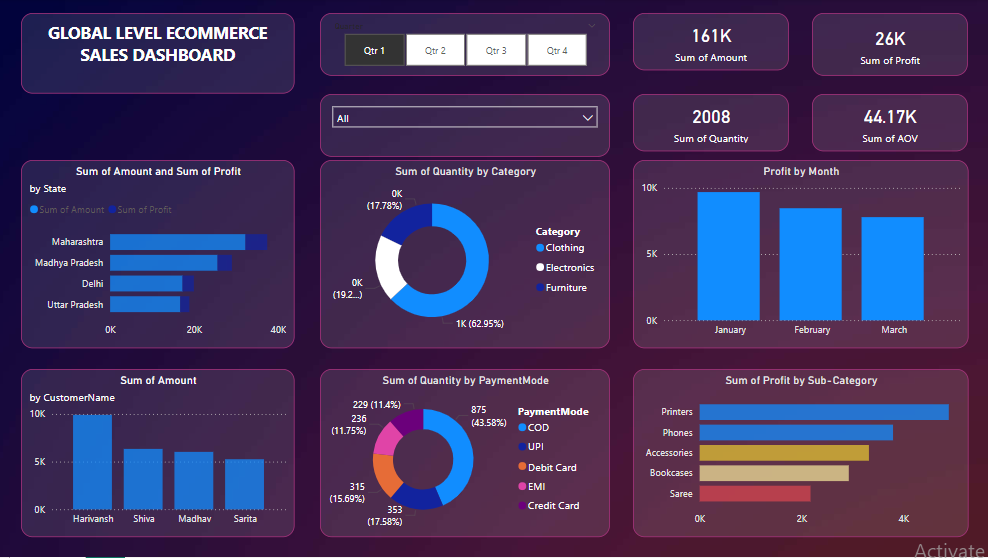 GLOBAL LEVEL ECOMMERCE
SALES DASHBOARD
Qtr 1
Qtr 2
Qtr 3
Qtr 4
All
161K
Sum of Amount
26K
Sum of Profit
2008
Sum of Quantity
44.17K
Sum of AOV
Sum of Amount and Sum of Profit
by State
Sum of Amount
Sum of Profit
Maharashtra
Madhya Pradesh
Delhi
Uttar Pradesh
0K
20K
40K
Sum of Quantity by Category
0K
(17.78%)
0K
(19.2...)
1K (62.95%)
Category
Clothing
Electronics
Furniture
Profit by Month
10K
5K
0K
January
February
March
Sum of Amount
by CustomerName
10K
5K
0K
Harivansh
Shiva
Madhav
Sarita
Sum of Quantity by PaymentMode
229 (11.4%)
236
(11.75%)
315
(15.69%)
353
(17.58%)
875
(43.58%)
PaymentMode
COD
UPI
Debit Card
EMI
Credit Card
Sum of Profit by Sub-Category
Printers
Phones
Accessories
Bookcases
Saree
0K
2K
4K
Activate